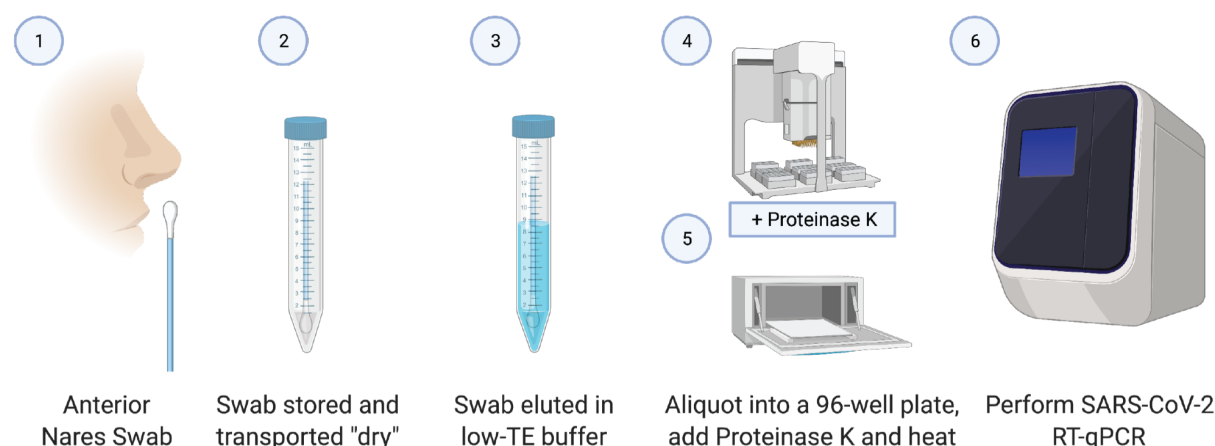 1
2
3
4
5
6
+ Proteinase K
Anterior
Nares Swab
Swab stored and
transported "dry"
Swab eluted in
low-TE buffer
Aliquot into a 96-well plate,
add Proteinase K and heat
Perform SARS-CoV-2
RT-qPCR